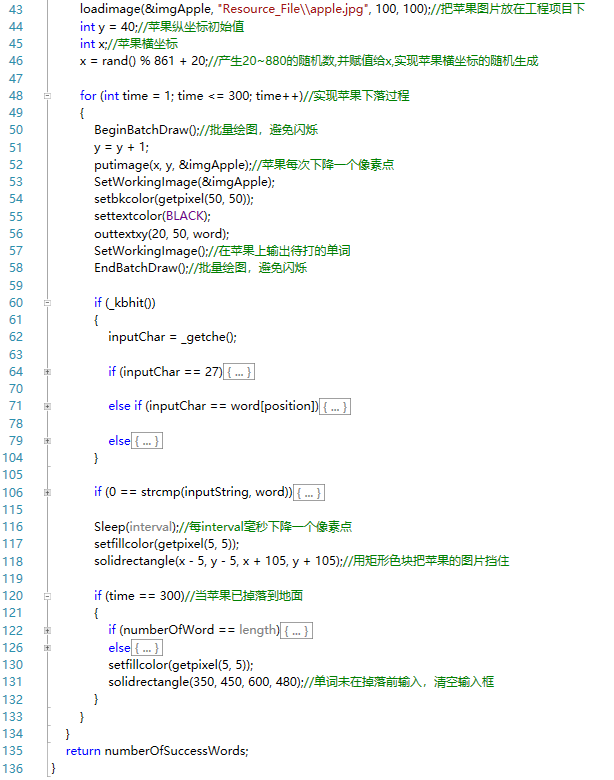 43 loadimage(&imgApple, "Resource_File\\apple.jpg", 100, 100);//把苹果图片放在工程项目下
44 int y = 40;//苹果纵坐标初始值
45 int x;//苹果横坐标
46 x = rand() % 861 + 20;//产生20~880的随机数,并赋值给x,实现苹果横坐标的随机生成
47
48 for (int time = 1; time <= 300; time++)//实现苹果下落过程
49 {
50 BeginBatchDraw();//批量绘图，避免闪烁
51 y = y + 1;
52 putimage(x, y, &imgApple);//苹果每次下降一个像素点
53 SetWorkingImage(&imgApple);
54 setbkcolor(getpixel(50, 50));
55 settextcolor(BLACK);
56 outtextxy(20, 50, word);
57 SetWorkingImage();//在苹果上输出待打的单词
58 EndBatchDraw();//批量绘图，避免闪烁
59
60 if (_kbhit())
61 {
62 inputChar = _getche();
63
64 if (inputChar == 27){ ... }
70
71 else if (inputChar == word[position]){ ... }
78
79 else{ ... }
104 }
105
106 if (0 == strcmp(inputString, word)){ ... }
115
116 Sleep(interval);//每interval毫秒下降一个像素点
117 setfillcolor(getpixel(5, 5));
118 solidrectangle(x - 5, y - 5, x + 105, y + 105);//用矩形色块把苹果的图片挡住
119
120 if (time == 300)//当苹果已掉落到地面
121 {
122 if (numberOfWord == length){ ... }
126 else{ ... }
130 setfillcolor(getpixel(5, 5));
131 solidrectangle(350, 450, 600, 480);//单词未在掉落前输入，清空输入框
132 }
133 }
134 }
135 return numberOfSuccessWords;
136 }